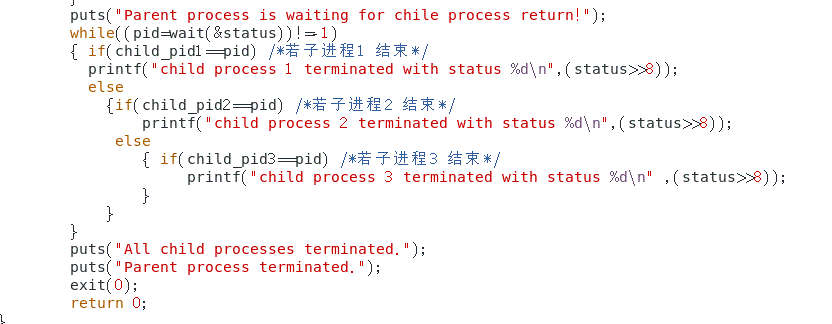 }
puts("Parent process is waiting for chile process return!");
while((pid=wait(&status))!=-1)
{ if(child_pid1==pid) /*若子进程1 结束*/
printf("child process 1 terminated with status %d\n",(status>>8));
else
{if(child_pid2==pid) /*若子进程2 结束*/
printf("child process 2 terminated with status %d\n",(status>>8));
else
{ if(child_pid3==pid) /*若子进程3 结束*/
printf("child process 3 terminated with status %d\n" ,(status>>8));
}
}
}
puts("All child processes terminated.");
puts("Parent process terminated.");
exit(0);
return 0;
}